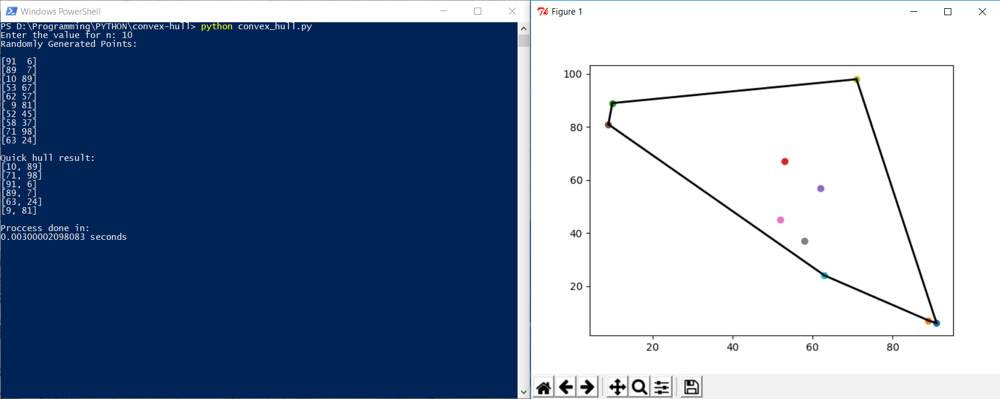 Windows PowerShell
PS D:\Programming\PYTHON\convex-hull> python convex_hull.py
Enter the value for n: 10
Randomly Generated Points:
[91  6]
[89  7]
[10 89]
[53 67]
[62 57]
[ 9 81]
[52 45]
[58 37]
[71 98]
[63 24]
Quick hull result:
[10, 89]
[71, 98]
[91, 6]
[89, 7]
[63, 24]
[9, 81]
Proccess done in:
0.00300002098083 seconds
Figure 1
100
80
60
40
20
20 40 60 80